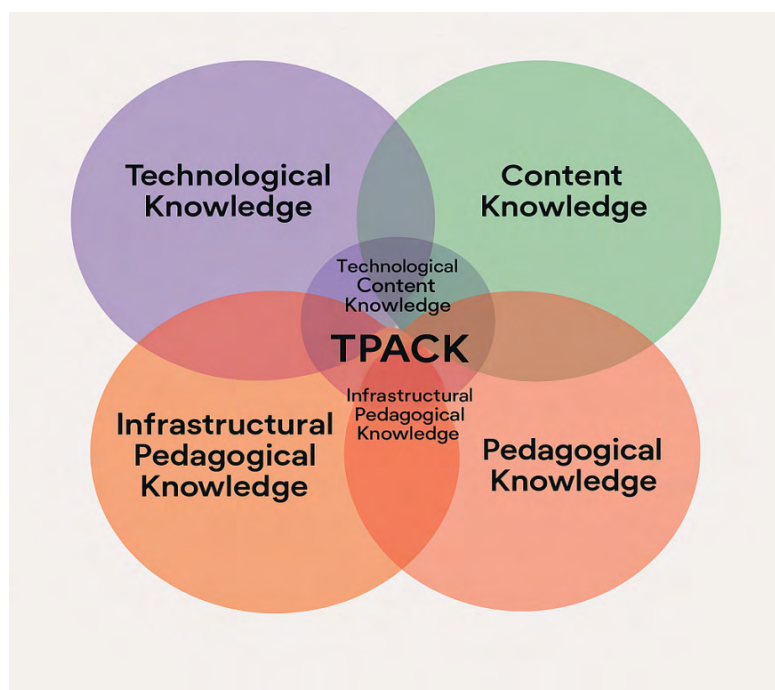 Technological
Knowledge
Content
Knowledge
Technological
Content
Knowledge
TPACK
Infrastructural
Pedagogical
Knowledge
Infrastructural
Pedagogical
Knowledge
Pedagogical
Knowledge